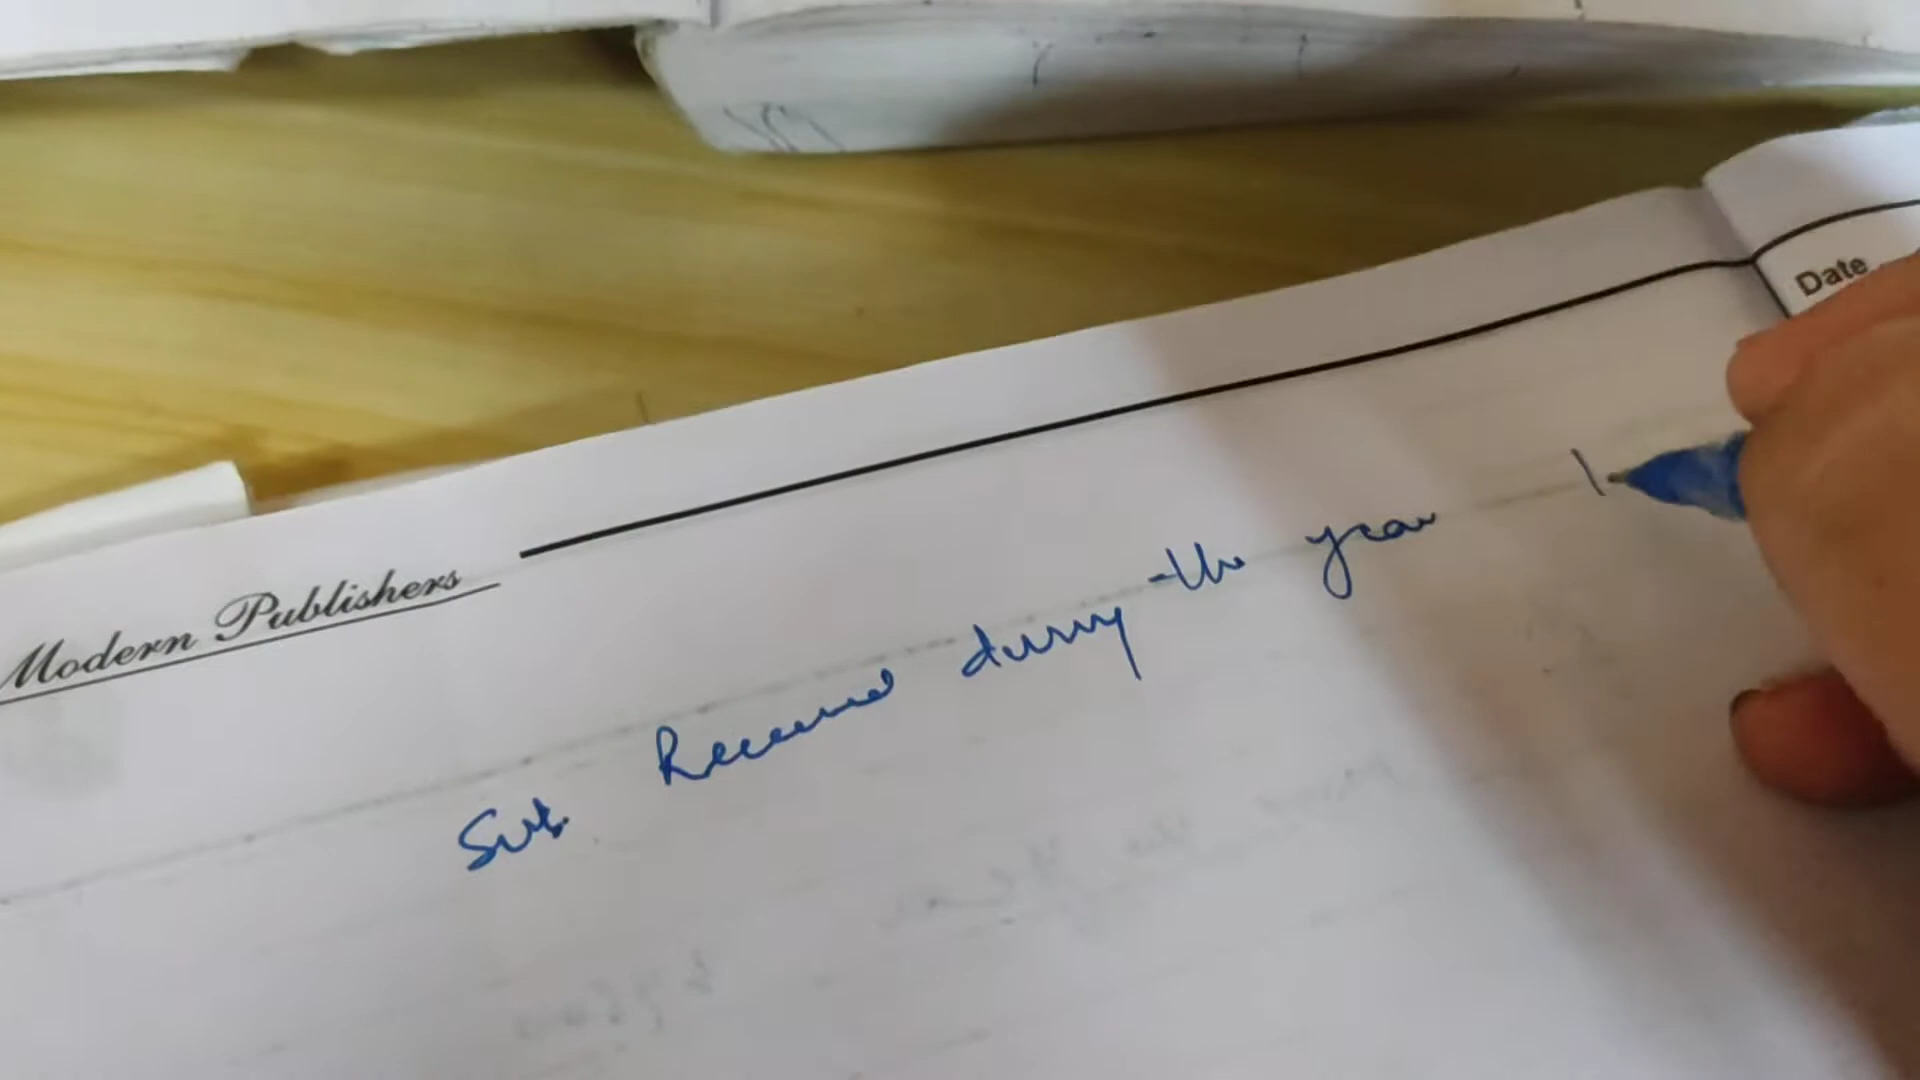 Date
Modern Publishers
Sub. Received during the year